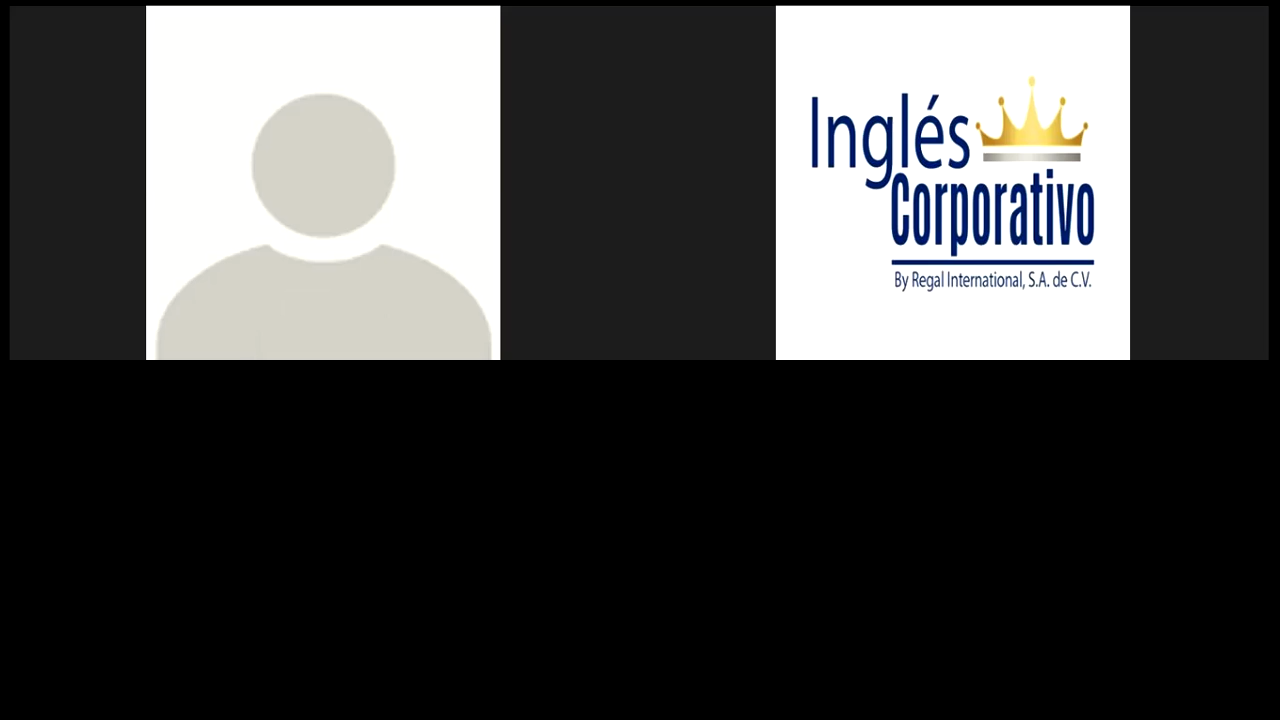 Inglés
Corporativo
By Regal International, S.A. de C.V.